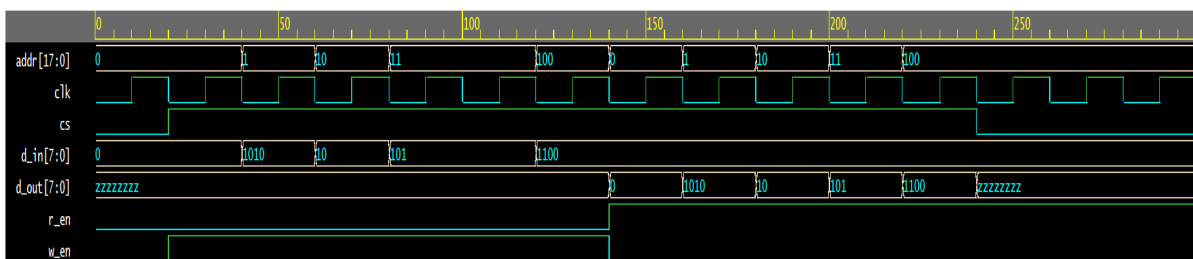 0 50 100 150 200 250
addr[17:0] 0 1 10 11 100 0 1 10 11 100
clk
cs
d_in[7:0] 0 1010 10 101 1100
d_out[7:0] zzzzzzzz 0 1010 10 101 1100 zzzzzzzz
r_en
w_en